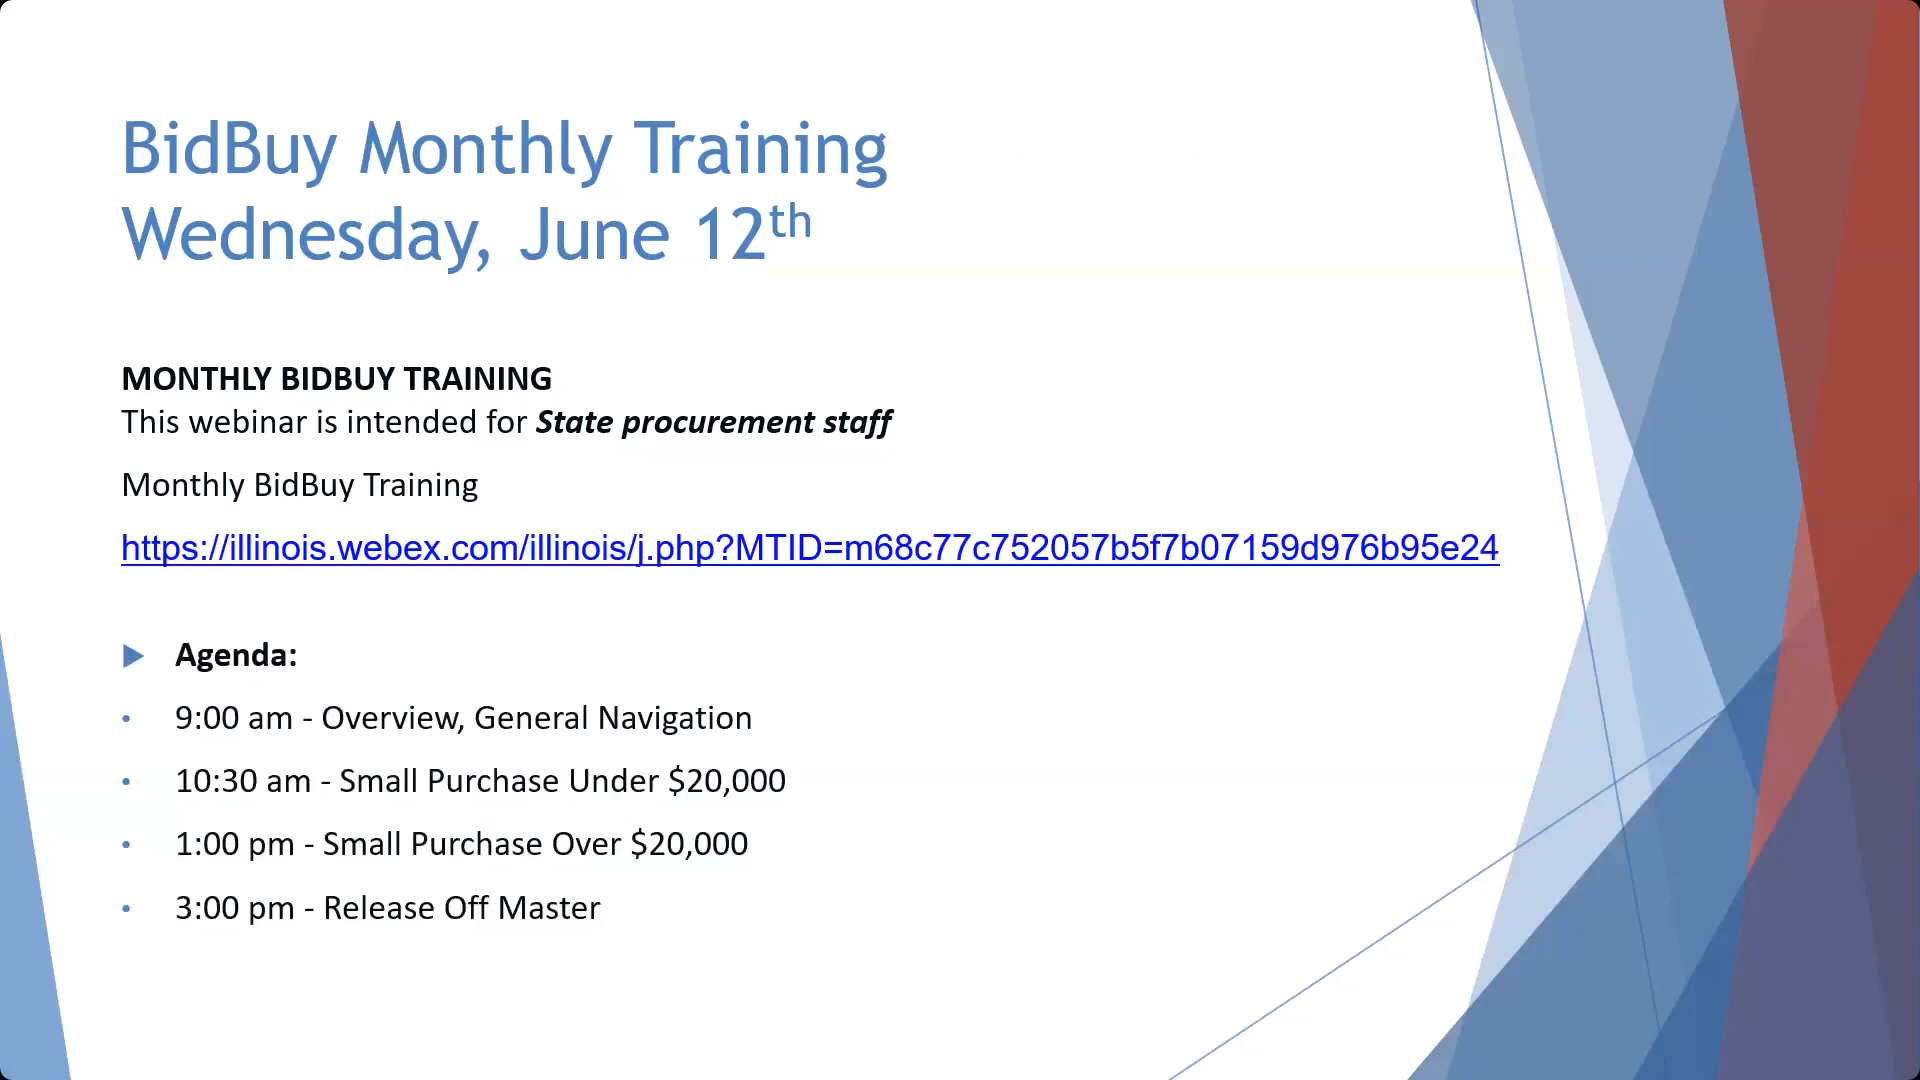 BidBuy Monthly Training
Wednesday, June 12th
MONTHLY BIDBUY TRAINING
This webinar is intended for State procurement staff
Monthly BidBuy Training
https://illinois.webex.com/illinois/j.php?MTID=m68c77c752057b5f7b07159d976b95e24
Agenda:
• 9:00 am - Overview, General Navigation
• 10:30 am - Small Purchase Under $20,000
• 1:00 pm - Small Purchase Over $20,000
• 3:00 pm - Release Off Master